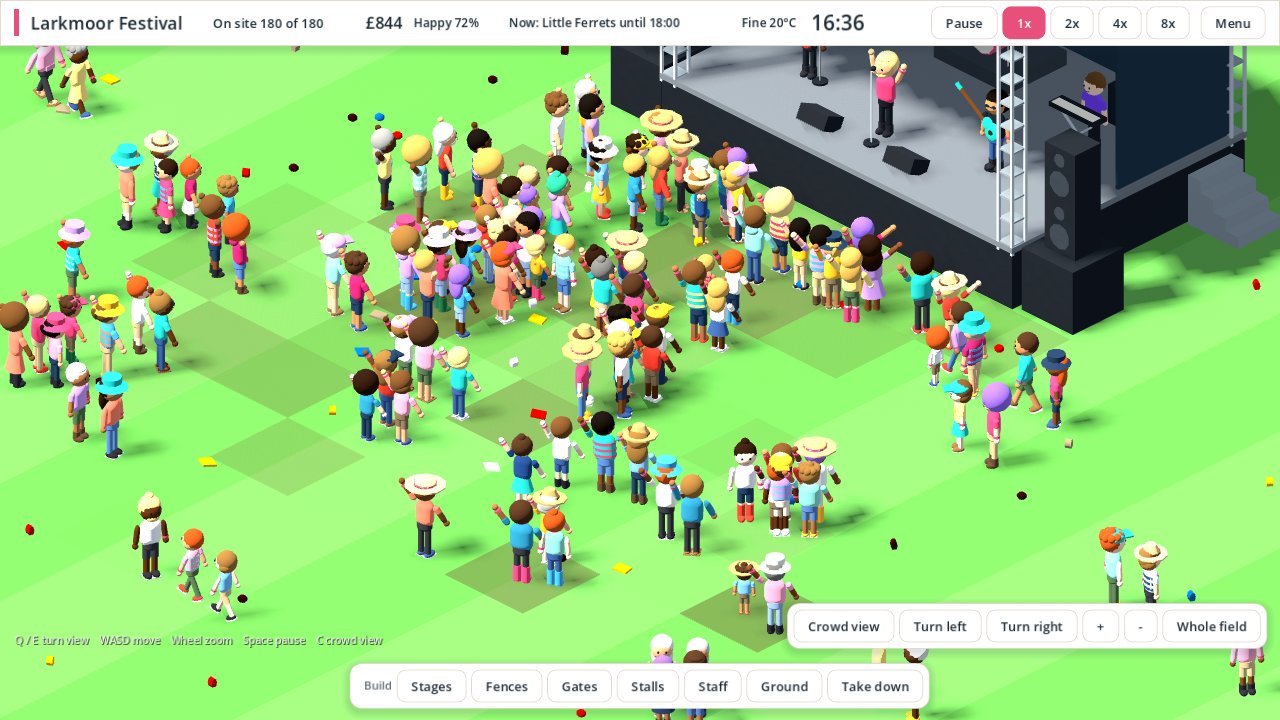 Larkmoor Festival On site 180 of 180 £844 Happy 72% Now: Little Ferrets until 18:00 Fine 20°C 16:36 Pause 1x 2x 4x 8x Menu
Crowd view Turn left Turn right + - Whole field
Q / E turn view WASD move Wheel zoom Space pause C crowd view
Build Stages Fences Gates Stalls Staff Ground Take down